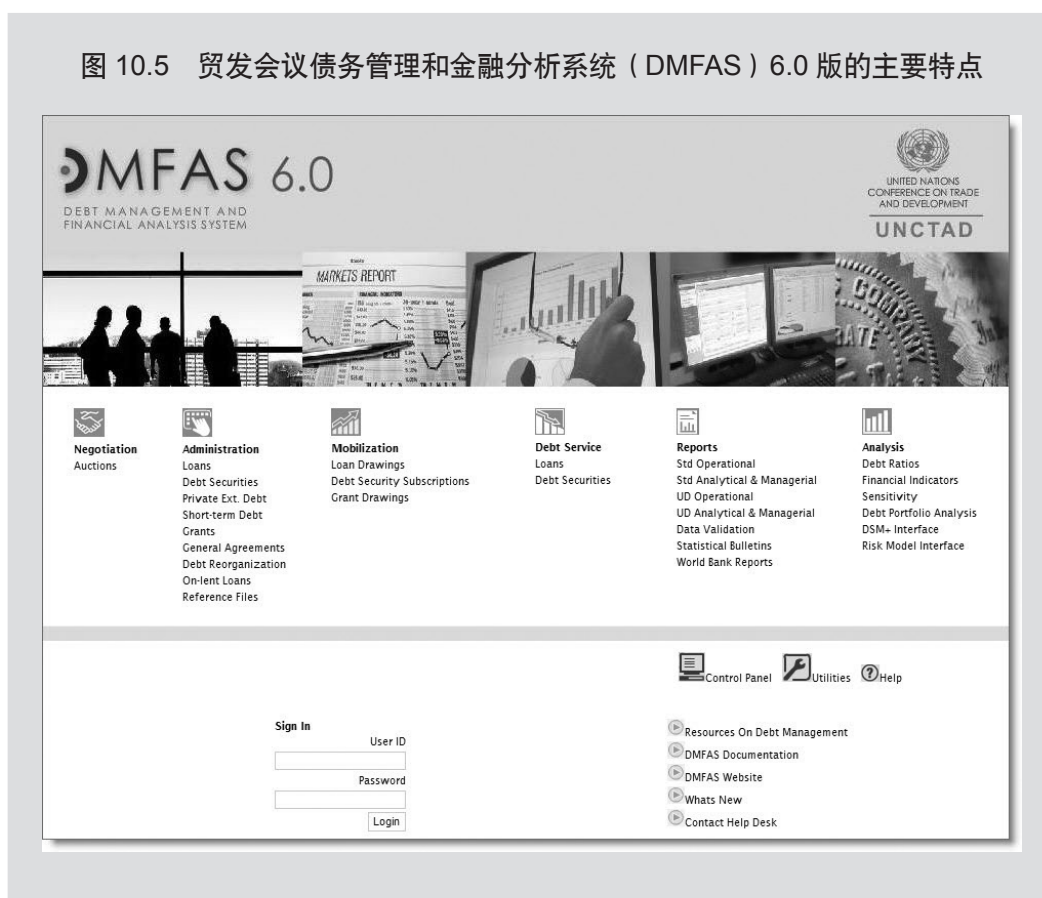 图 10.5 贸发会议债务管理和金融分析系统（DMFAS）6.0 版的主要特点
DMFAS 6.0
DEBT MANAGEMENT AND
FINANCIAL ANALYSIS SYSTEM
UNITED NATIONS
CONFERENCE ON TRADE
AND DEVELOPMENT
UNCTAD
MARKETS REPORT
COMPANY
Negotiation
Auctions
Administration
Loans
Debt Securities
Private Ext. Debt
Short-term Debt
Grants
General Agreements
Debt Reorganization
On-lent Loans
Reference Files
Mobilization
Loan Drawings
Debt Security Subscriptions
Grant Drawings
Debt Service
Loans
Debt Securities
Reports
Std Operational
Std Analytical & Managerial
UD Operational
UD Analytical & Managerial
Data Validation
Statistical Bulletins
World Bank Reports
Analysis
Debt Ratios
Financial Indicators
Sensitivity
Debt Portfolio Analysis
DSM+ Interface
Risk Model Interface
Control Panel Utilities Help
Sign In
User ID
Password
Login
Resources On Debt Management
DMFAS Documentation
DMFAS Website
Whats New
Contact Help Desk